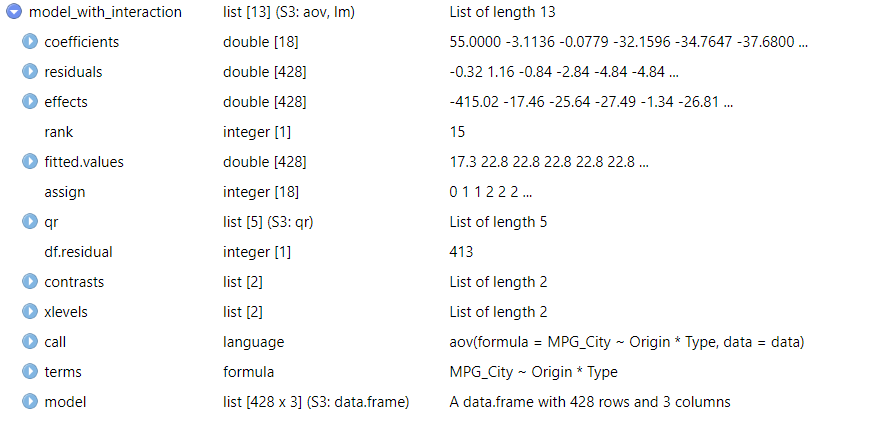 model_with_interaction list [13] (S3: aov, lm) List of length 13
coefficients double [18] 55.0000 -3.1136 -0.0779 -32.1596 -34.7647 -37.6800 ...
residuals double [428] -0.32 1.16 -0.84 -2.84 -4.84 -4.84 ...
effects double [428] -415.02 -17.46 -25.64 -27.49 -1.34 -26.81 ...
rank integer [1] 15
fitted.values double [428] 17.3 22.8 22.8 22.8 22.8 22.8 ...
assign integer [18] 0 1 1 2 2 2 ...
qr list [5] (S3: qr) List of length 5
df.residual integer [1] 413
contrasts list [2] List of length 2
xlevels list [2] List of length 2
call language aov(formula = MPG_City ~ Origin * Type, data = data)
terms formula MPG_City ~ Origin * Type
model list [428 x 3] (S3: data.frame) A data.frame with 428 rows and 3 columns